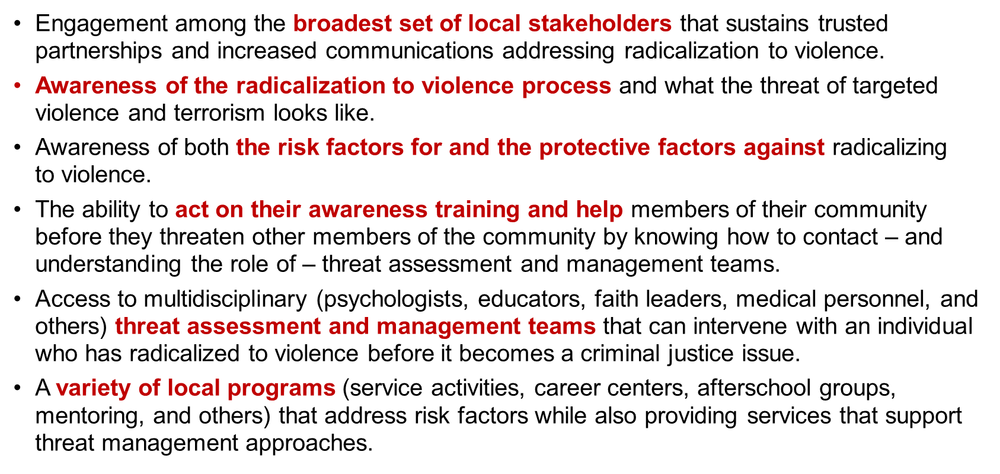 • Engagement among the broadest set of local stakeholders that sustains trusted
partnerships and increased communications addressing radicalization to violence.
• Awareness of the radicalization to violence process and what the threat of targeted
violence and terrorism looks like.
• Awareness of both the risk factors for and the protective factors against radicalizing
to violence.
• The ability to act on their awareness training and help members of their community
before they threaten other members of the community by knowing how to contact – and
understanding the role of – threat assessment and management teams.
• Access to multidisciplinary (psychologists, educators, faith leaders, medical personnel, and
others) threat assessment and management teams that can intervene with an individual
who has radicalized to violence before it becomes a criminal justice issue.
• A variety of local programs (service activities, career centers, afterschool groups,
mentoring, and others) that address risk factors while also providing services that support
threat management approaches.